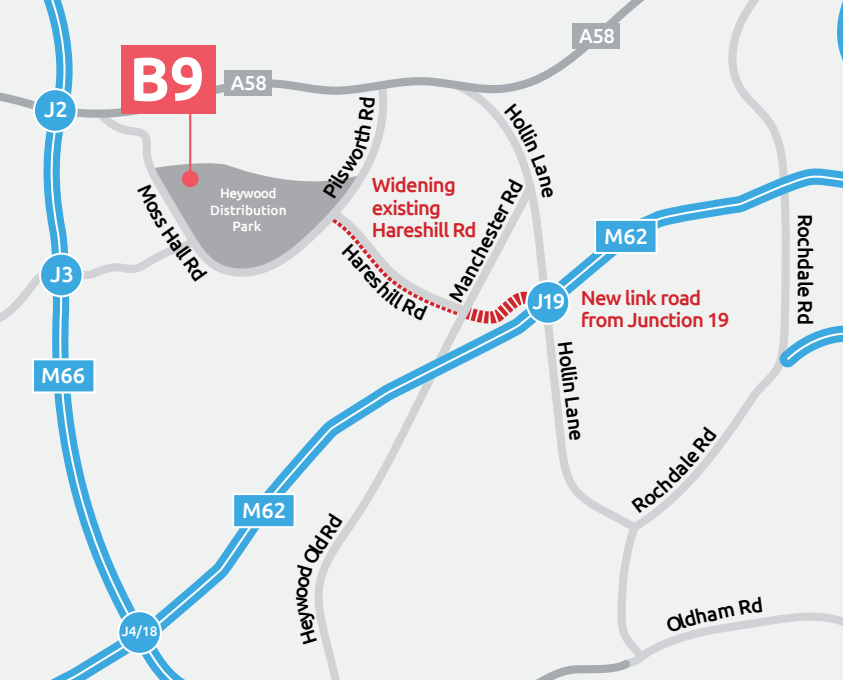 A58
B9
A58
J2
Hollin Lane
Pilsworth Rd
Widening
existing
Hareshill Rd
Manchester Rd
Heywood
Distribution
Park
Moss Hall Rd
M62
Rochdale Rd
Hareshill Rd
J3
J19
New link road
from Junction 19
M66
Hollin Lane
Rochdale Rd
M62
Heywood Old Rd
Oldham Rd
J4/18